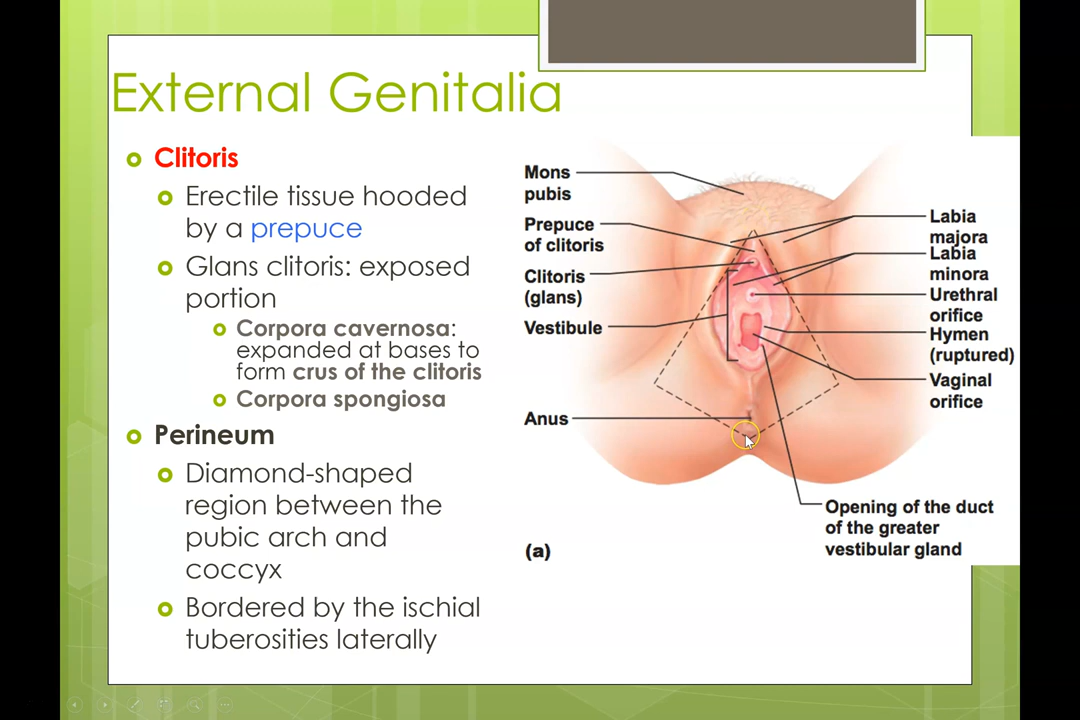 External Genitalia
Clitoris
Erectile tissue hooded
by a prepuce
Glans clitoris: exposed
portion
Corpora cavernosa:
expanded at bases to
form crus of the clitoris
Corpora spongiosa
Perineum
Diamond-shaped
region between the
pubic arch and
coccyx
Bordered by the ischial
tuberosities laterally
Mons
pubis
Prepuce
of clitoris
Clitoris
(glans)
Vestibule
Anus
(a)
Labia
majora
Labia
minora
Urethral
orifice
Hymen
(ruptured)
Vaginal
orifice
Opening of the duct
of the greater
vestibular gland